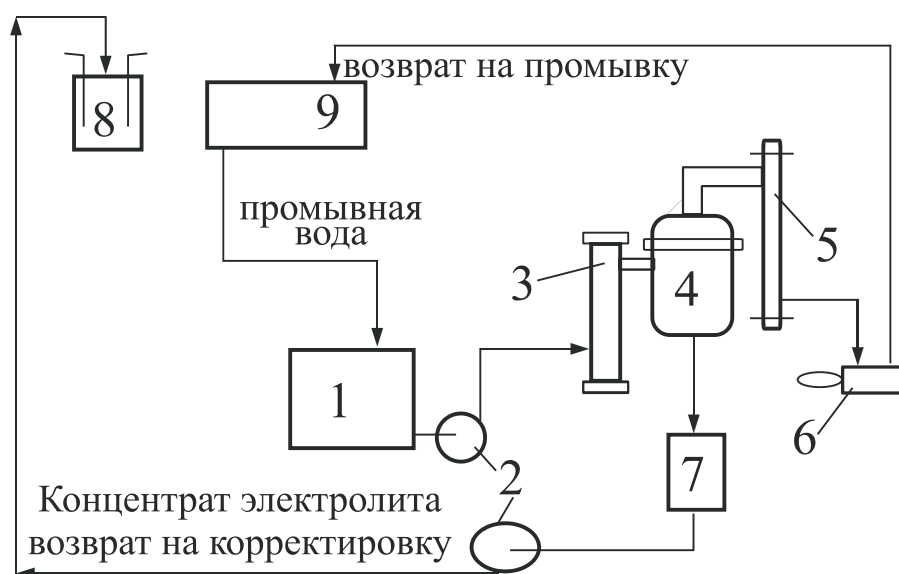 возврат на промывку
8
9
промывная
вода
5
3
4
1
6
2
7
Концентрат электролита
возврат на корректировку